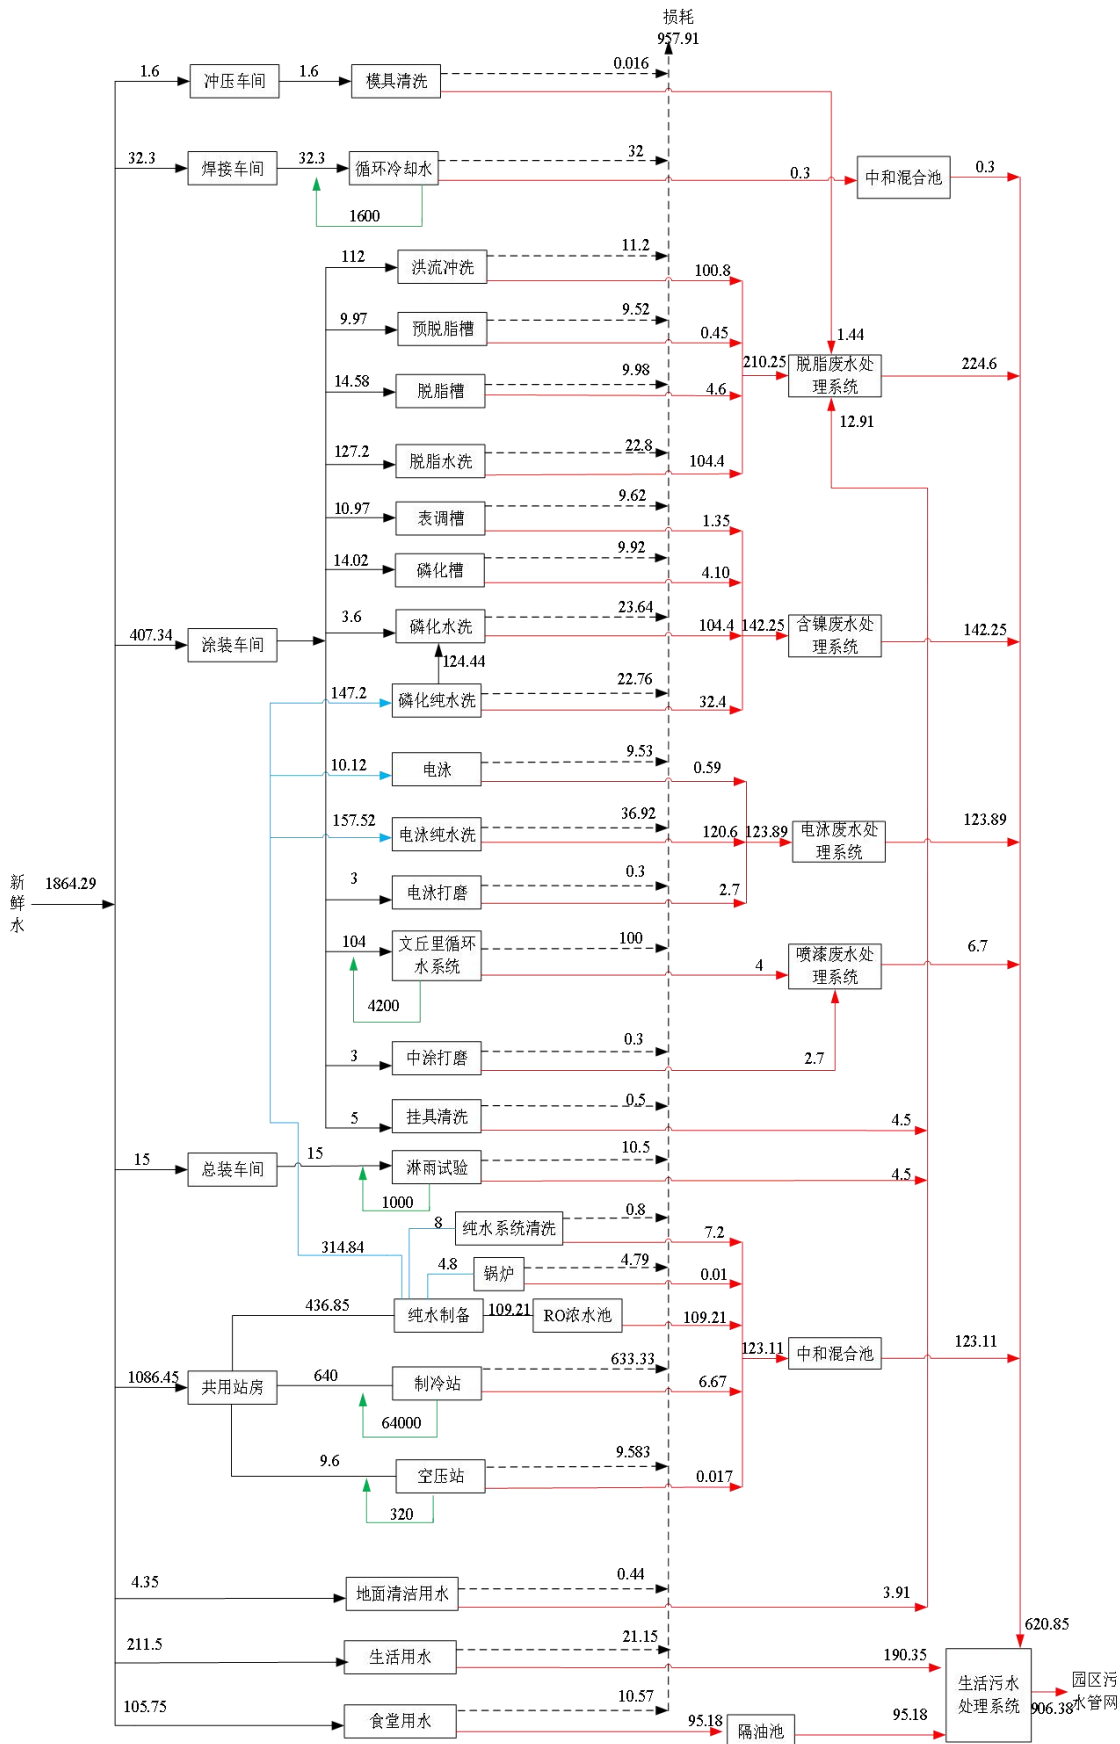 损耗
957.91
1.6
冲压车间
1.6
模具清洗
0.016
32.3
焊接车间
32.3
循环冷却水
32
0.3
中和混合池
0.3
1600
112
洪流冲洗
11.2
100.8
9.97
预脱脂槽
9.52
0.45
1.44
210.25
脱脂废水处
理系统
224.6
14.58
脱脂槽
9.98
4.6
12.91
127.2
脱脂水洗
22.8
104.4
10.97
表调槽
9.62
1.35
14.02
磷化槽
9.92
4.10
407.34
涂装车间
3.6
磷化水洗
23.64
104.4
142.25
含镍废水处
理系统
142.25
124.44
147.2
磷化纯水洗
22.76
32.4
10.12
电泳
9.53
0.59
157.52
电泳纯水洗
36.92
120.6
123.89
电泳废水处
理系统
123.89
新
鲜
水
1864.29
3
电泳打磨
0.3
2.7
104
文丘里循环
水系统
100
4
喷漆废水处
理系统
6.7
4200
3
中涂打磨
0.3
2.7
5
挂具清洗
0.5
4.5
15
总装车间
15
淋雨试验
10.5
4.5
1000
8
纯水系统清洗
0.8
7.2
314.84
4.8
锅炉
4.79
0.01
436.85
纯水制备
109.21
RO浓水池
109.21
123.11
中和混合池
123.11
1086.45
共用站房
640
制冷站
633.33
6.67
64000
9.6
空压站
9.583
0.017
320
4.35
地面清洁用水
0.44
3.91
620.85
211.5
生活用水
21.15
190.35
生活污水
处理系统
园区污
水管网
906.38
105.75
食堂用水
10.57
95.18
隔油池
95.18